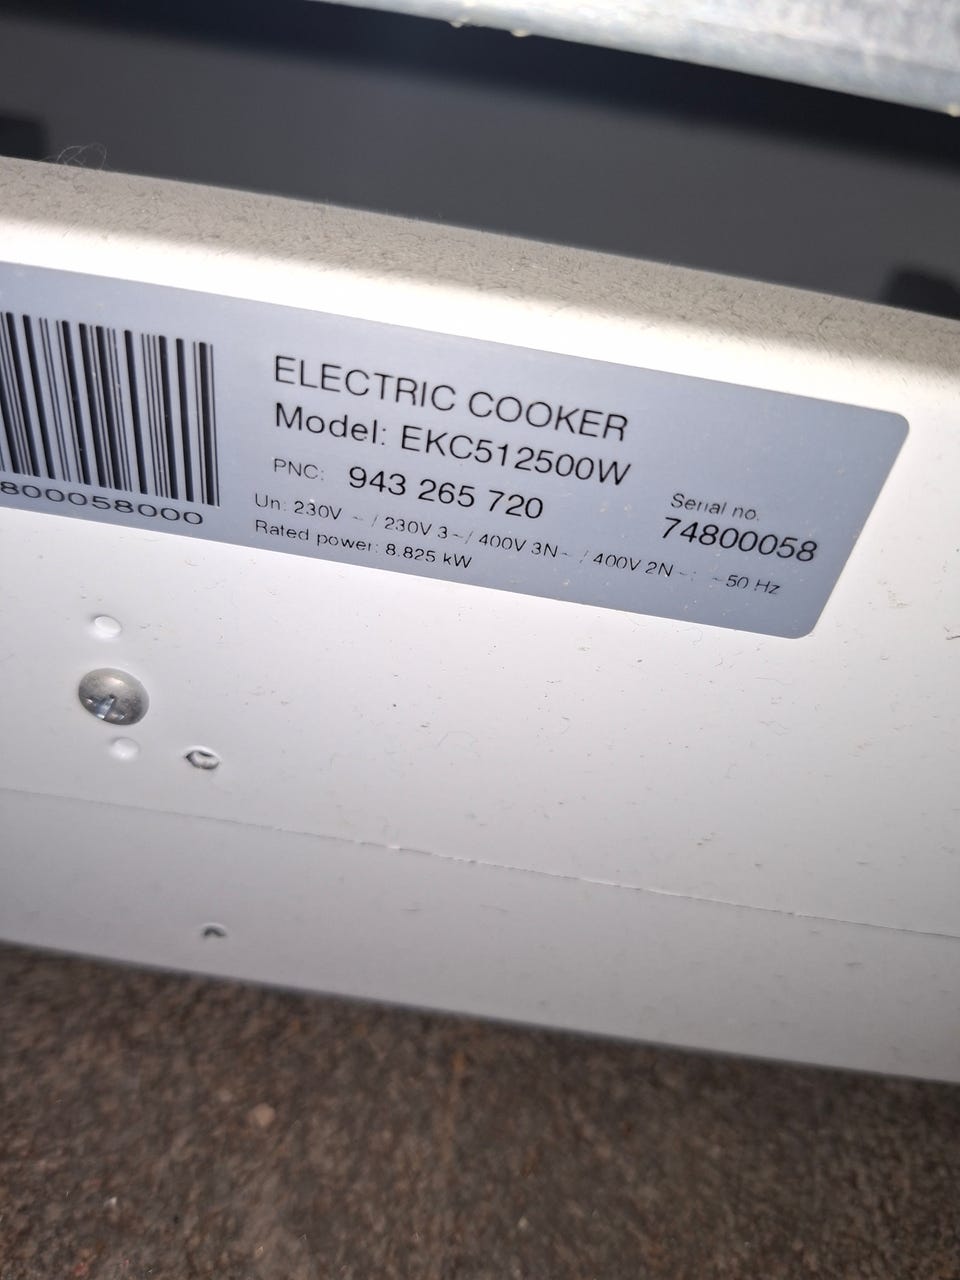 ELECTRIC COOKER
Model: EKC512500W
PNC: 943 265 720
Serial no.
74800058
Un: 230V ~ / 230V 3~/ 400V 3N~ / 400V 2N~; ~50 Hz
Rated power: 8.825 kW
800058000